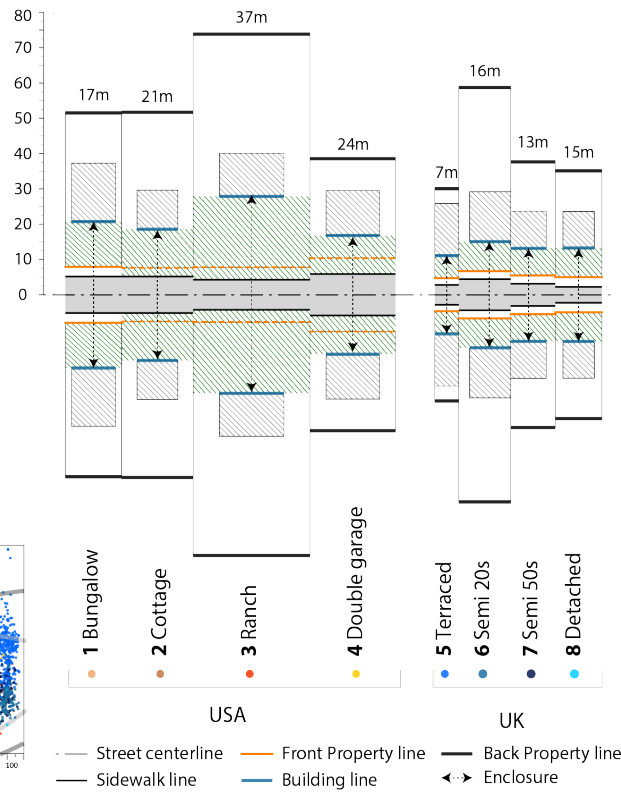 80
37m
70
60
16m
17m
21m
50
24m
13m
15m
40
7m
30
20
10
0
1 Bungalow
2 Cottage
3 Ranch
4 Double garage
5 Terraced
6 Semi 20s
7 Semi 50s
8 Detached
USA
UK
100
Street centerline
Front Property line
Back Property line
Sidewalk line
Building line
Enclosure